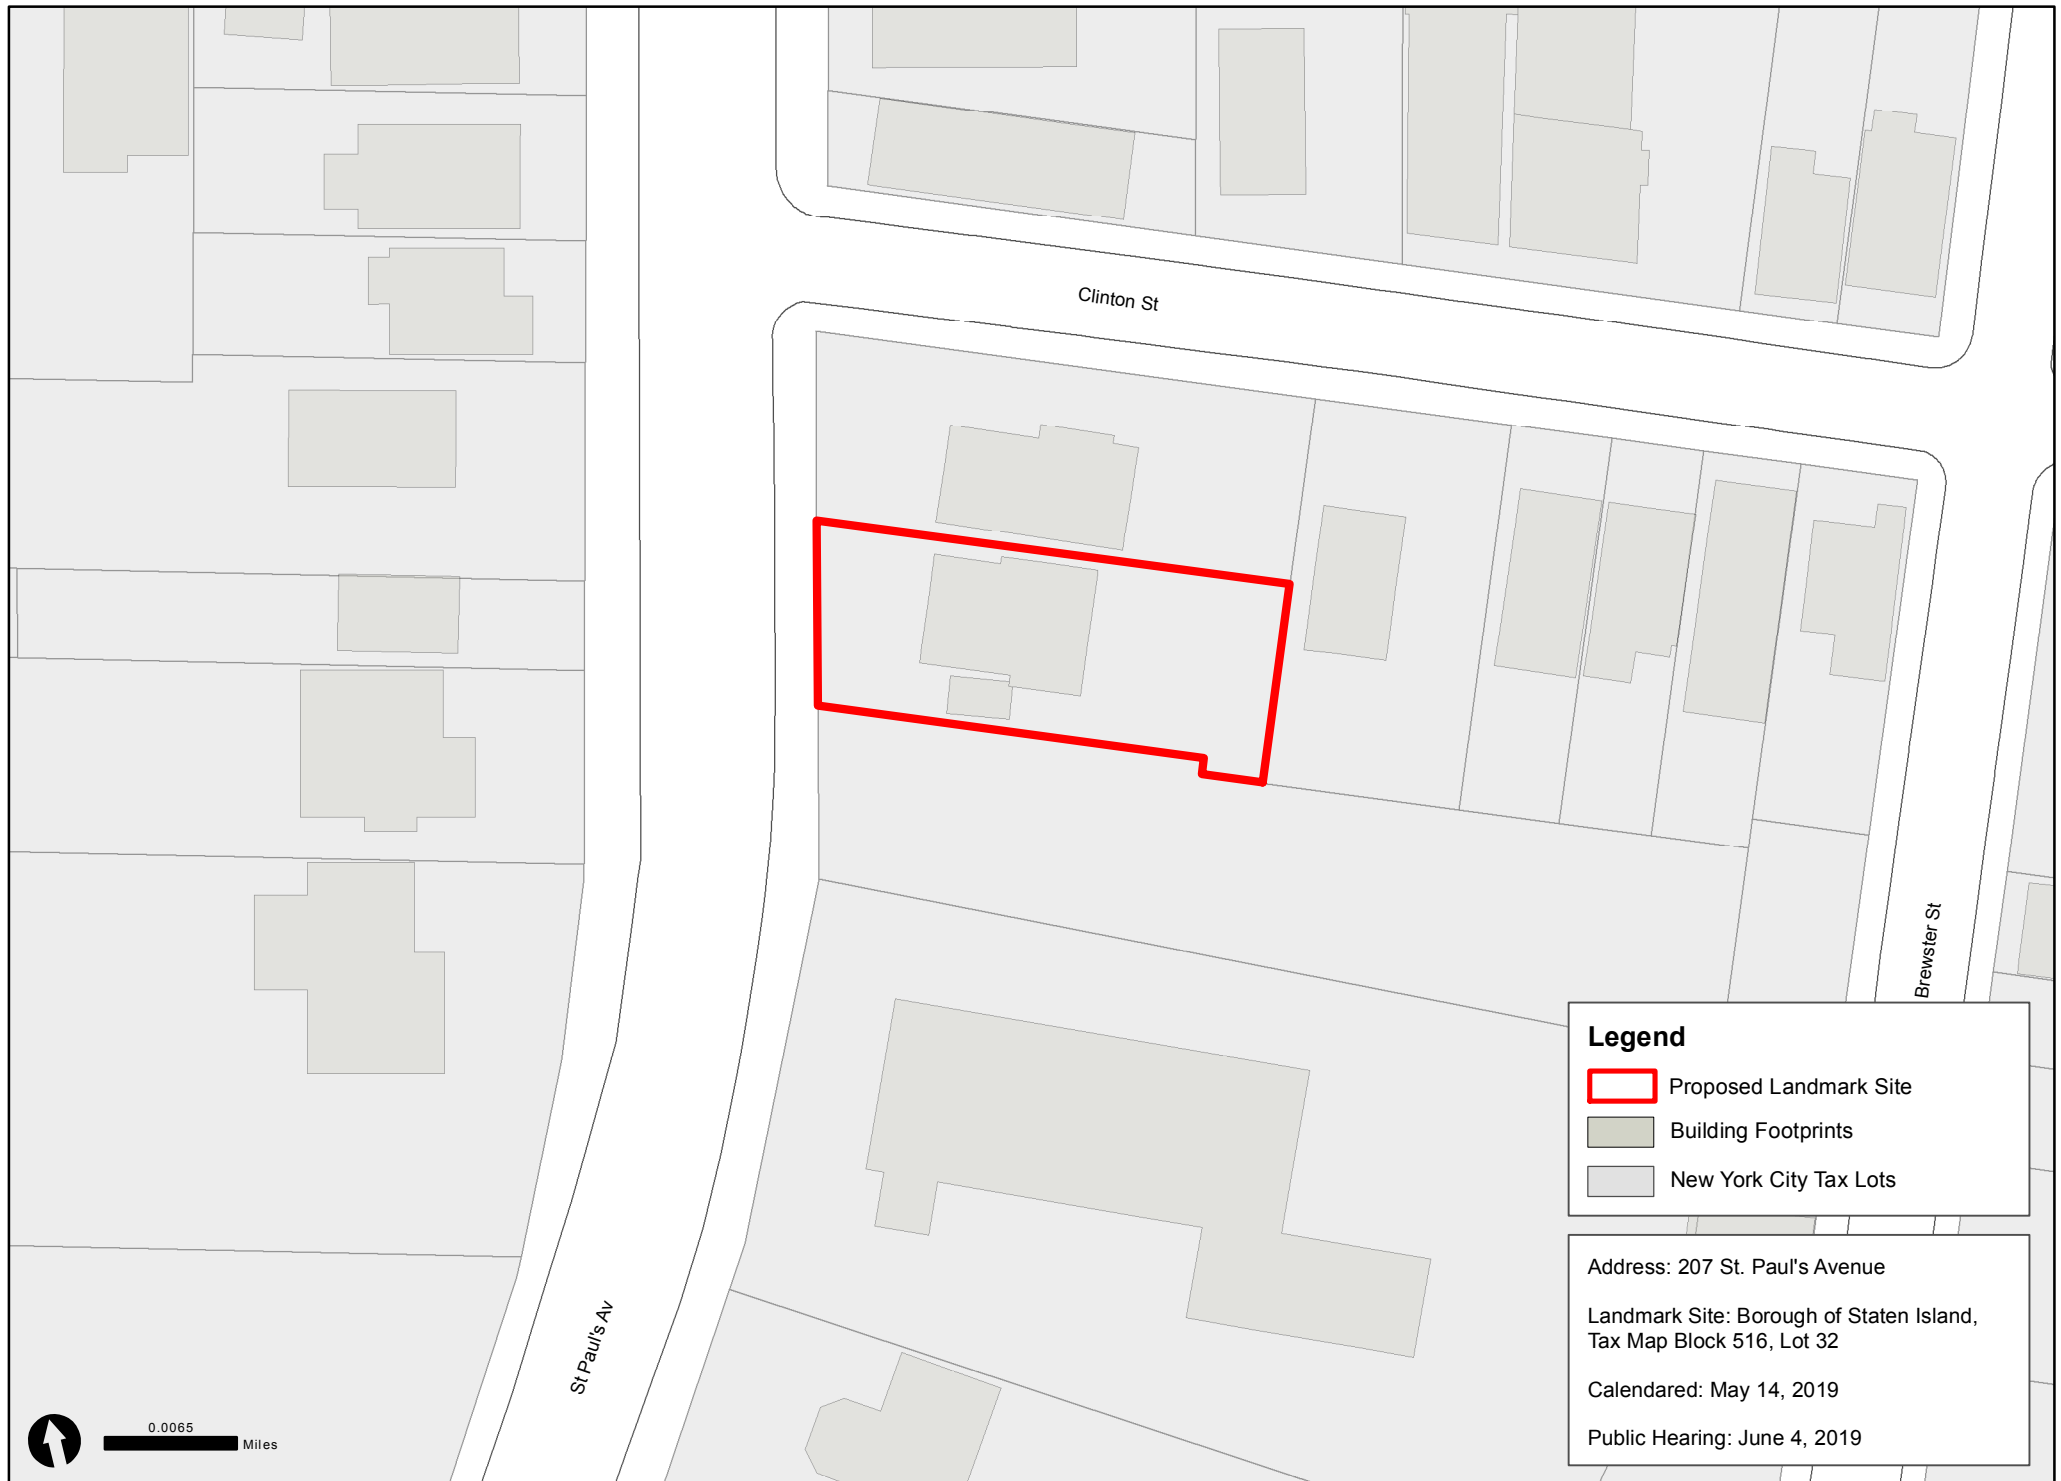 Clinton St
Brewster St
St Paul's Av
Legend
Proposed Landmark Site
Building Footprints
New York City Tax Lots
Address: 207 St. Paul's Avenue
Landmark Site: Borough of Staten Island,
Tax Map Block 516, Lot 32
Calendared: May 14, 2019
Public Hearing: June 4, 2019
0.0065
Miles